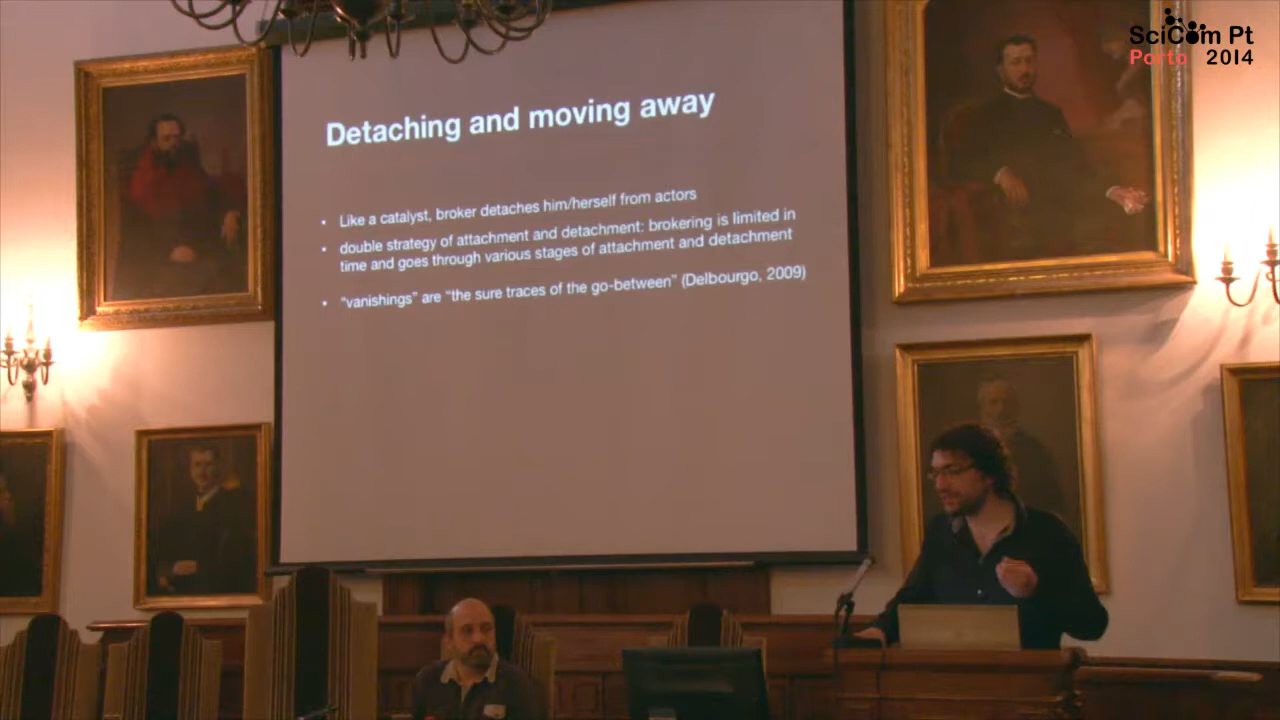 SciCom Pt
Porto 2014
Detaching and moving away
• Like a catalyst, broker detaches him/herself from actors
• double strategy of attachment and detachment: brokering is limited in
time and goes through various stages of attachment and detachment
• “vanishings” are “the sure traces of the go-between” (Delbourgo, 2009)